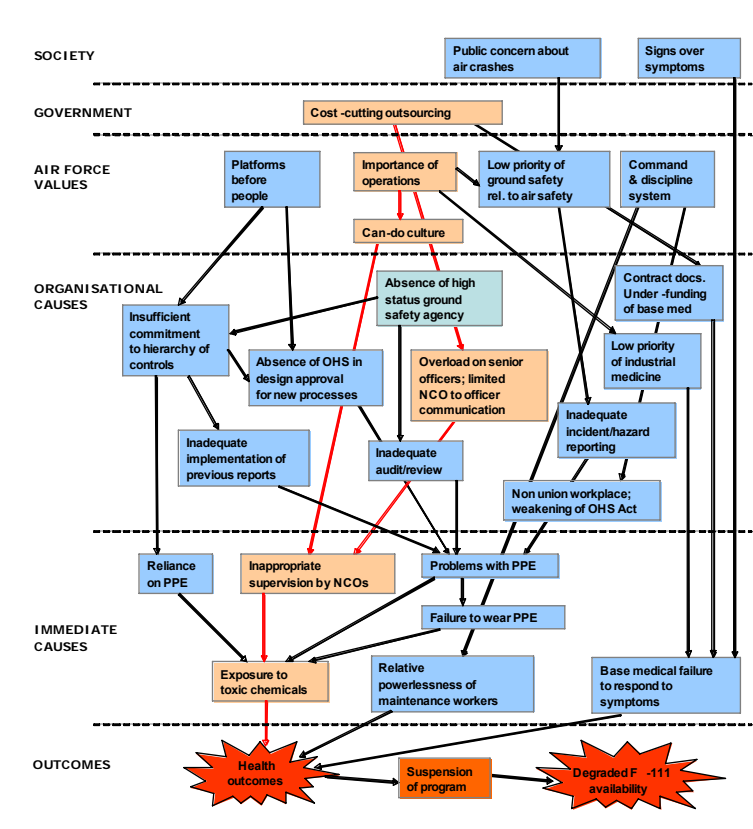 SOCIETY
Public concern about
air crashes
Signs over
symptoms
GOVERNMENT
Cost -cutting outsourcing
AIR FORCE
VALUES
Platforms
before
people
Importance of
operations
Low priority of
ground safety
rel. to air safety
Command
& discipline
system
Can-do culture
ORGANISATIONAL
CAUSES
Absence of high
status ground
safety agency
Contract docs.
Under -funding
of base med
Insufficient
commitment
to hierarchy of
controls
Absence of OHS in
design approval
for new processes
Overload on senior
officers; limited
NCO to officer
communication
Low priority
of industrial
medicine
Inadequate
incident/hazard
reporting
Inadequate
implementation of
previous reports
Inadequate
audit/review
Non union workplace;
weakening of OHS Act
IMMEDIATE
CAUSES
Reliance
on PPE
Inappropriate
supervision by NCOs
Problems with PPE
Failure to wear PPE
Exposure to
toxic chemicals
Relative
powerlessness of
maintenance workers
Base medical failure
to respond to
symptoms
OUTCOMES
Health
outcomes
Suspension
of program
Degraded F -111
availability